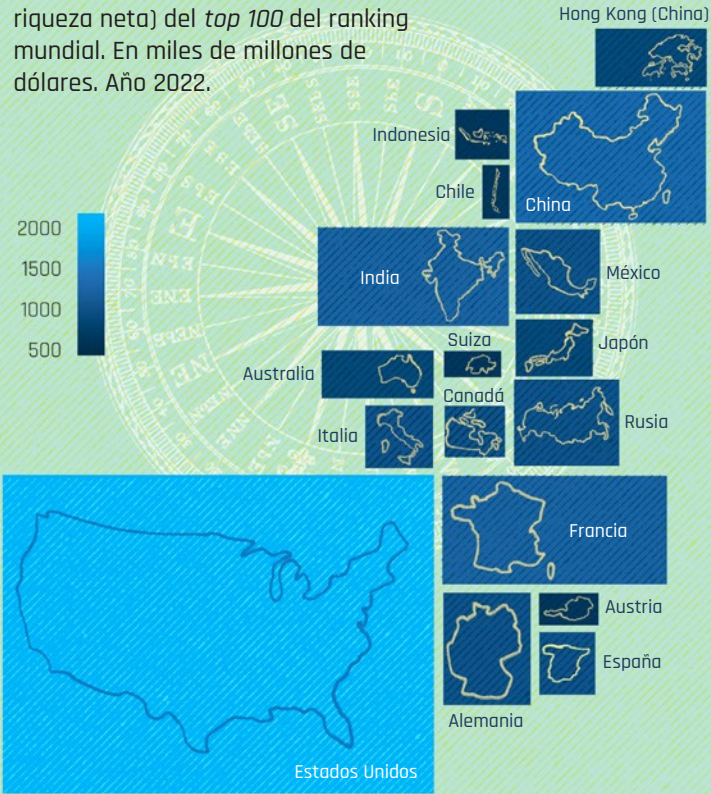 riqueza neta) del top 100 del ranking
mundial. En miles de millones de
dólares. Año 2022.
Hong Kong (China)
Indonesia
Chile
China
2000
1500
1000
500
India
México
Suiza
Japón
Australia
Canadá
Italia
Rusia
Francia
Austria
España
Alemania
Estados Unidos